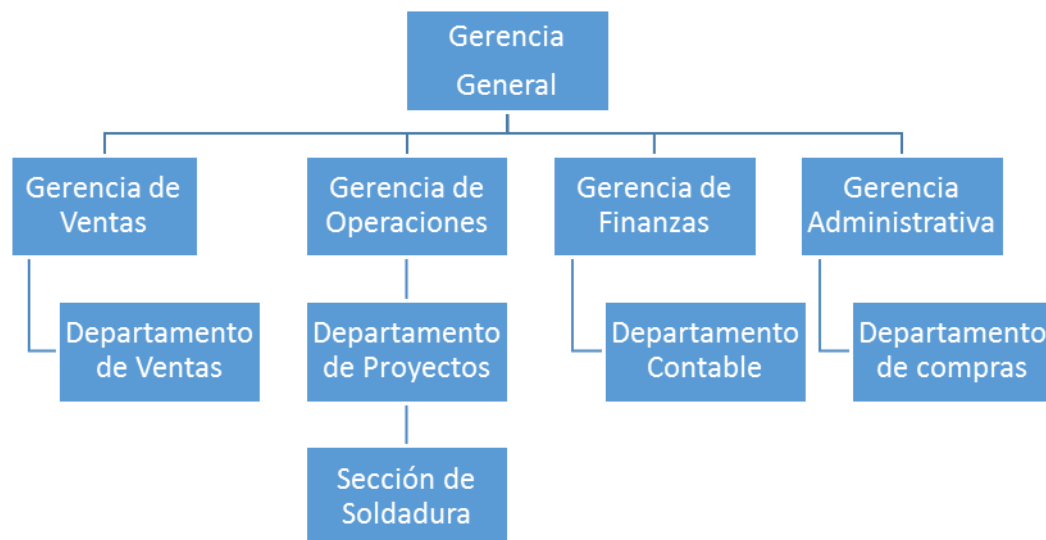 Gerencia
General
Gerencia de
Ventas
Gerencia de
Operaciones
Gerencia de
Finanzas
Gerencia
Administrativa
Departamento
de Ventas
Departamento
de Proyectos
Departamento
Contable
Departamento
de compras
Sección de
Soldadura